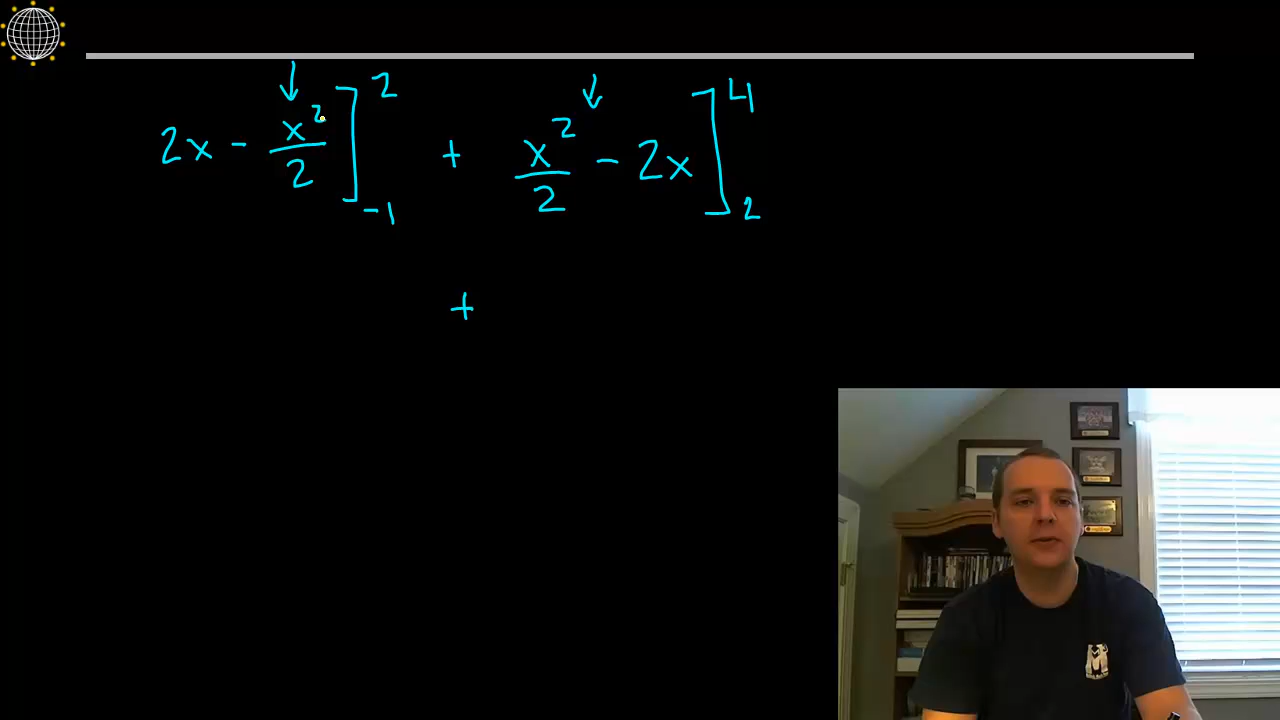 2x - x²/2 ]₋₁² + x²/2 - 2x ]₂⁴
+